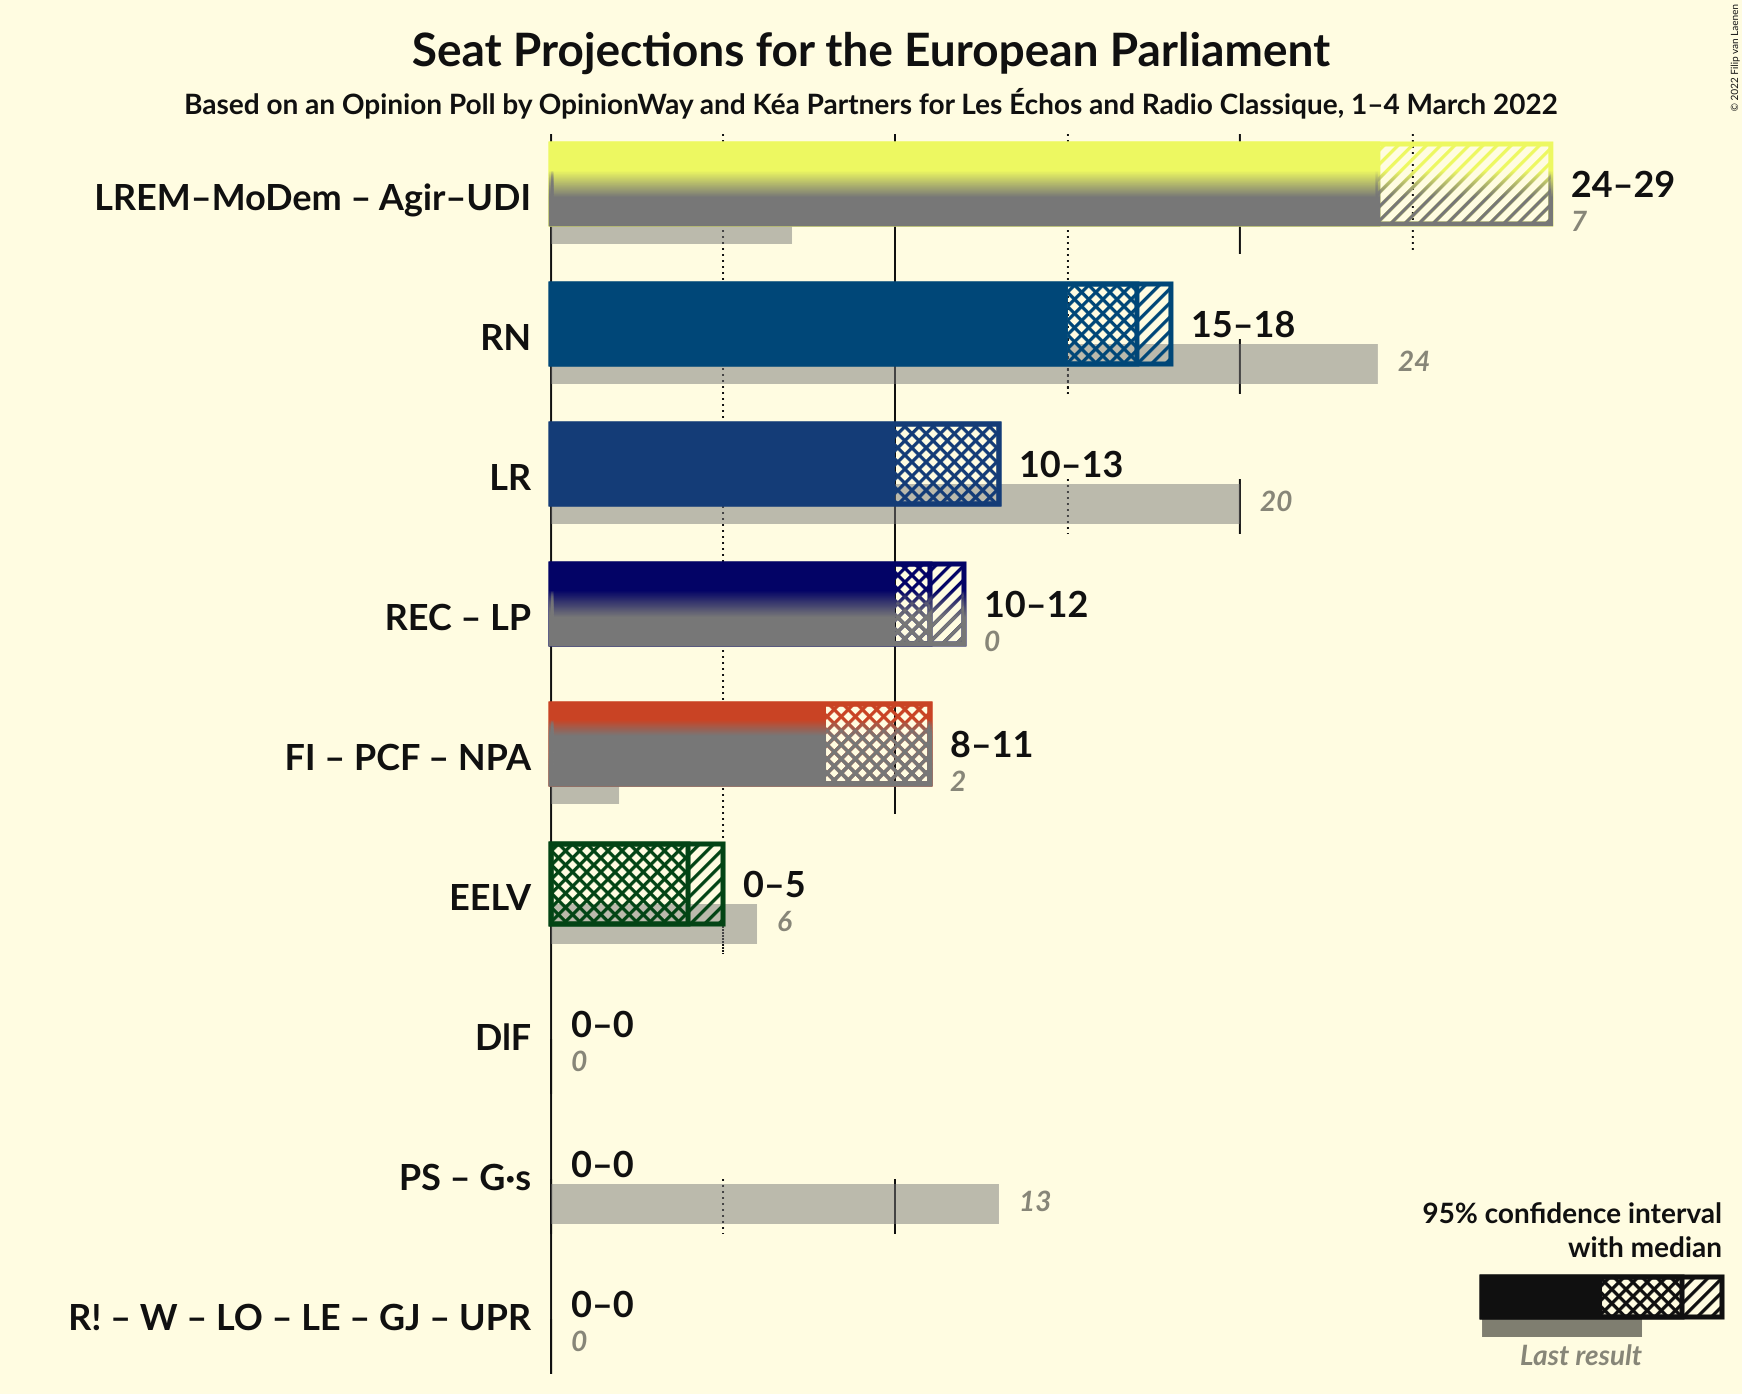 Seat Projections for the European Parliament
Based on an Opinion Poll by OpinionWay and Kéa Partners for Les Échos and Radio Classique, 1–4 March 2022
© 2022 Filip van Laenen
LREM–MoDem – Agir–UDI
24–29
7
RN
15–18
24
LR
10–13
20
REC – LP
10–12
0
FI – PCF – NPA
8–11
2
EELV
0–5
6
DlF
0–0
0
PS – G·s
0–0
13
R! – W – LO – LE – GJ – UPR
0–0
0
95% confidence interval
with median
Last result